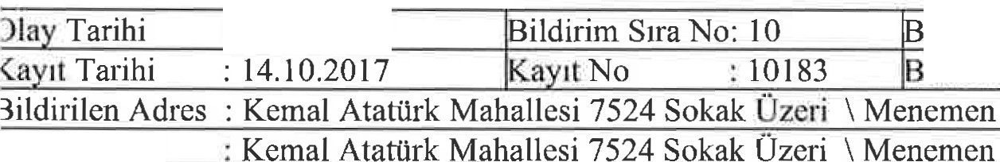 Olay Tarihi Bildirim Sıra No: 10 B
Kayıt Tarihi : 14.10.2017 Kayıt No : 10183 B
Bildirilen Adres : Kemal Atatürk Mahallesi 7524 Sokak Üzeri \ Menemen
: Kemal Atatürk Mahallesi 7524 Sokak Üzeri \ Menemen